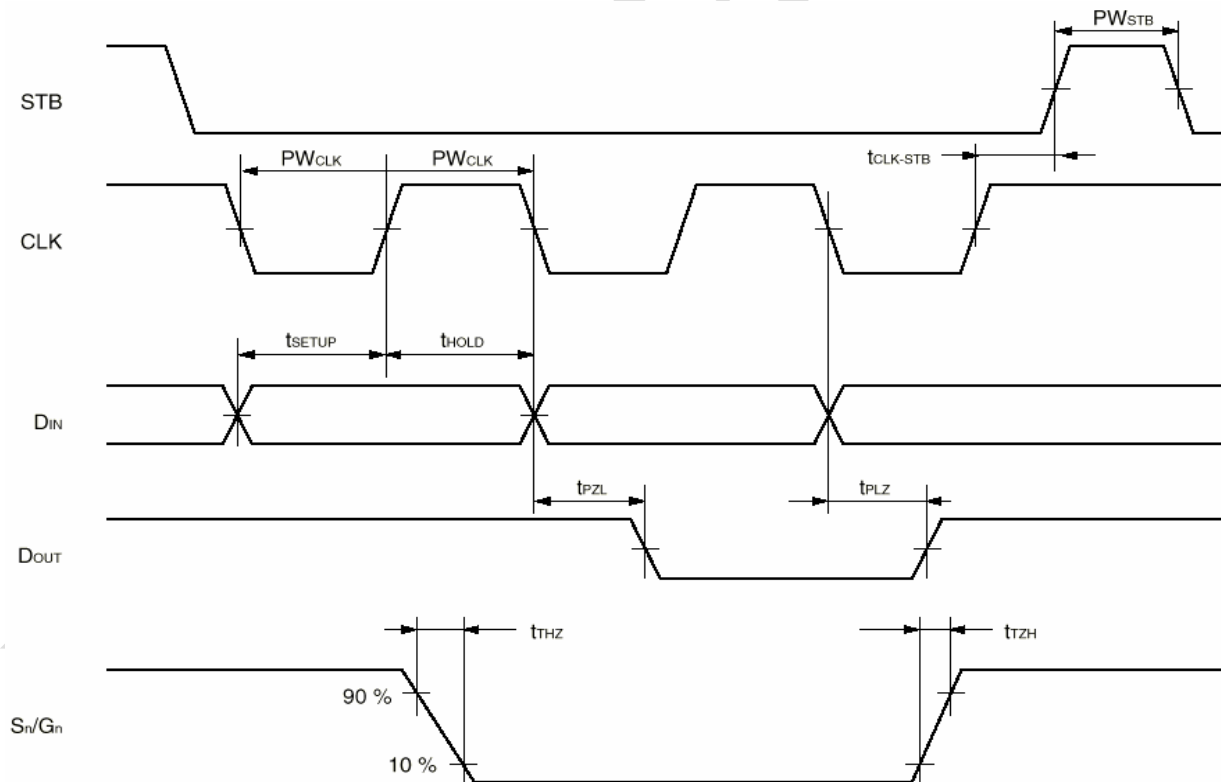 PWSTB
STB
PWCLK PWCLK
tCLK-STB
CLK
tSETUP tHOLD
DIN
tPZL tPLZ
DOUT
tTHZ tTZH
90 %
Sn/Gn
10 %